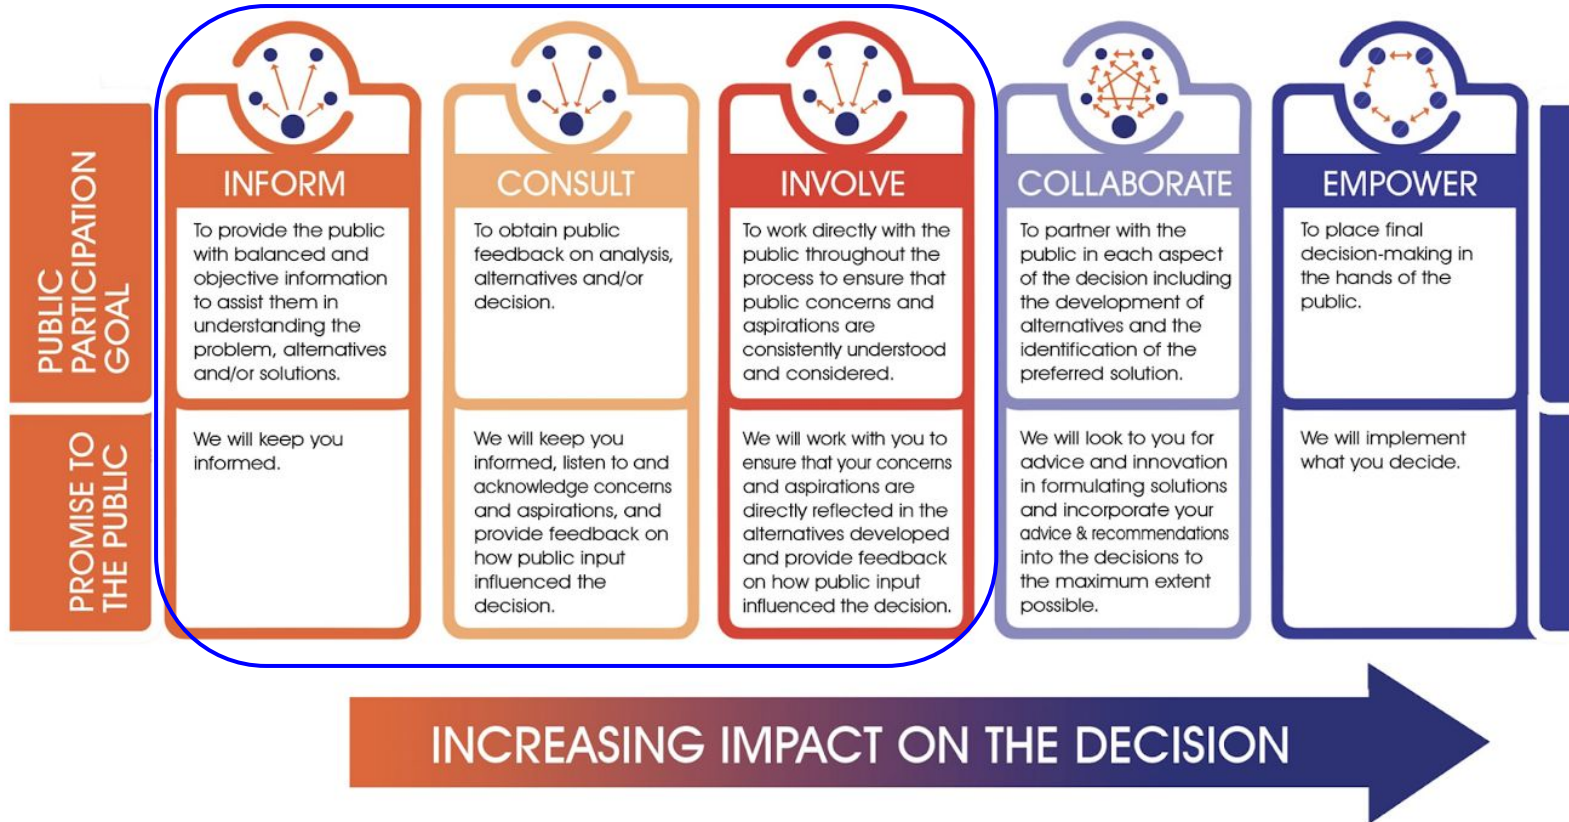 PUBLIC
PARTICIPATION
GOAL
INFORM
To provide the public
with balanced and
objective information
to assist them in
understanding the
problem, alternatives
and/or solutions.
CONSULT
To obtain public
feedback on analysis,
alternatives and/or
decision.
INVOLVE
To work directly with the
public throughout the
process to ensure that
public concerns and
aspirations are
consistently understood
and considered.
COLLABORATE
To partner with the
public in each aspect
of the decision including
the development of
alternatives and the
identification of the
preferred solution.
EMPOWER
To place final
decision-making in
the hands of the
public.
PROMISE TO
THE PUBLIC
We will keep you
informed.
We will keep you
informed, listen to and
acknowledge concerns
and aspirations, and
provide feedback on
how public input
influenced the
decision.
We will work with you to
ensure that your concerns
and aspirations are
directly reflected in the
alternatives developed
and provide feedback
on how public input
influenced the decision.
We will look to you for
advice and innovation
in formulating solutions
and incorporate your
advice & recommendations
into the decisions to
the maximum extent
possible.
We will implement
what you decide.
INCREASING IMPACT ON THE DECISION